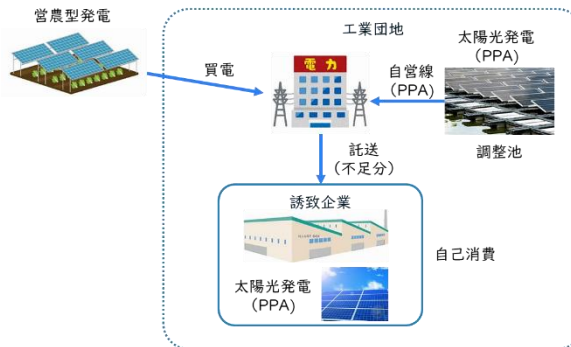 営農型発電
工業団地
太陽光発電
(PPA)
電力
買電
自営線
(PPA)
調整池
託送
(不足分)
誘致企業
自己消費
太陽光発電
(PPA)